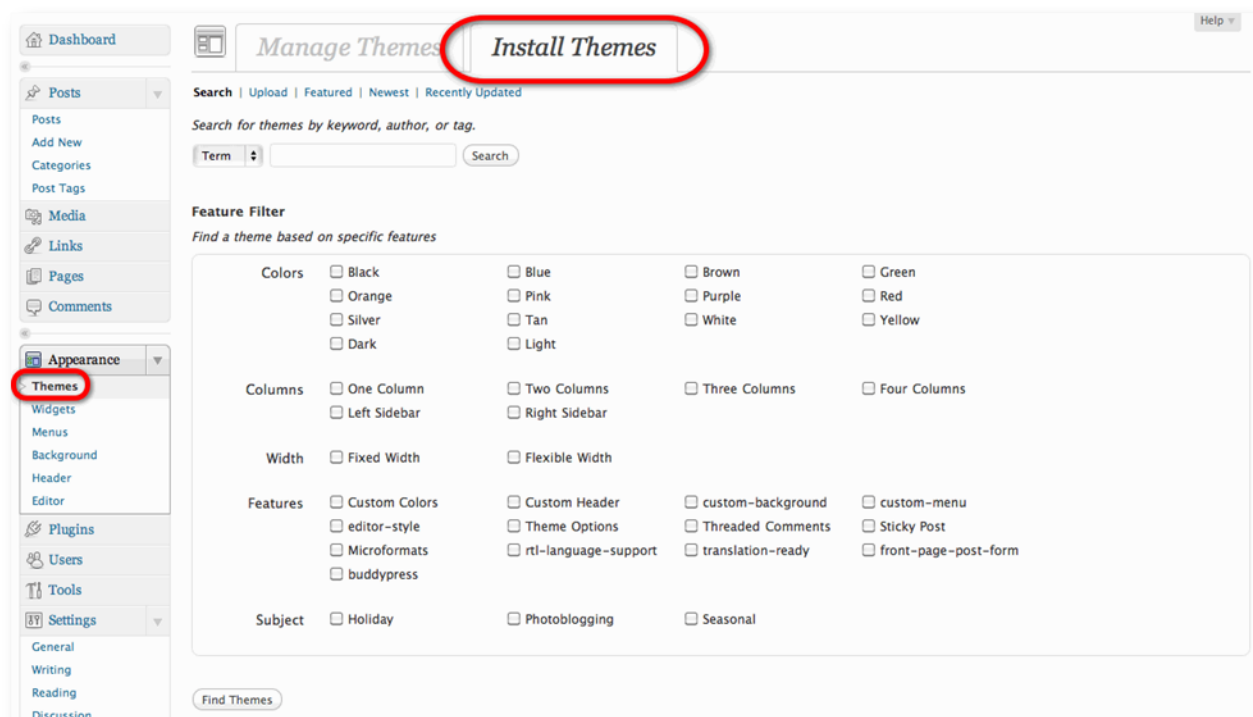 Help
Dashboard
Manage Themes
Install Themes
Posts
Posts
Add New
Categories
Post Tags
Media
Links
Pages
Comments
Appearance
Themes
Widgets
Menus
Background
Header
Editor
Plugins
Users
Tools
Settings
General
Writing
Reading
Discussion
Search | Upload | Featured | Newest | Recently Updated
Search for themes by keyword, author, or tag.
Term Search
Feature Filter
Find a theme based on specific features
Colors Black Blue Brown Green
Orange Pink Purple Red
Silver Tan White Yellow
Dark Light
Columns One Column Two Columns Three Columns Four Columns
Left Sidebar Right Sidebar
Width Fixed Width Flexible Width
Features Custom Colors Custom Header custom-background custom-menu
editor-style Theme Options Threaded Comments Sticky Post
Microformats rtl-language-support translation-ready front-page-post-form
buddypress
Subject Holiday Photoblogging Seasonal
Find Themes